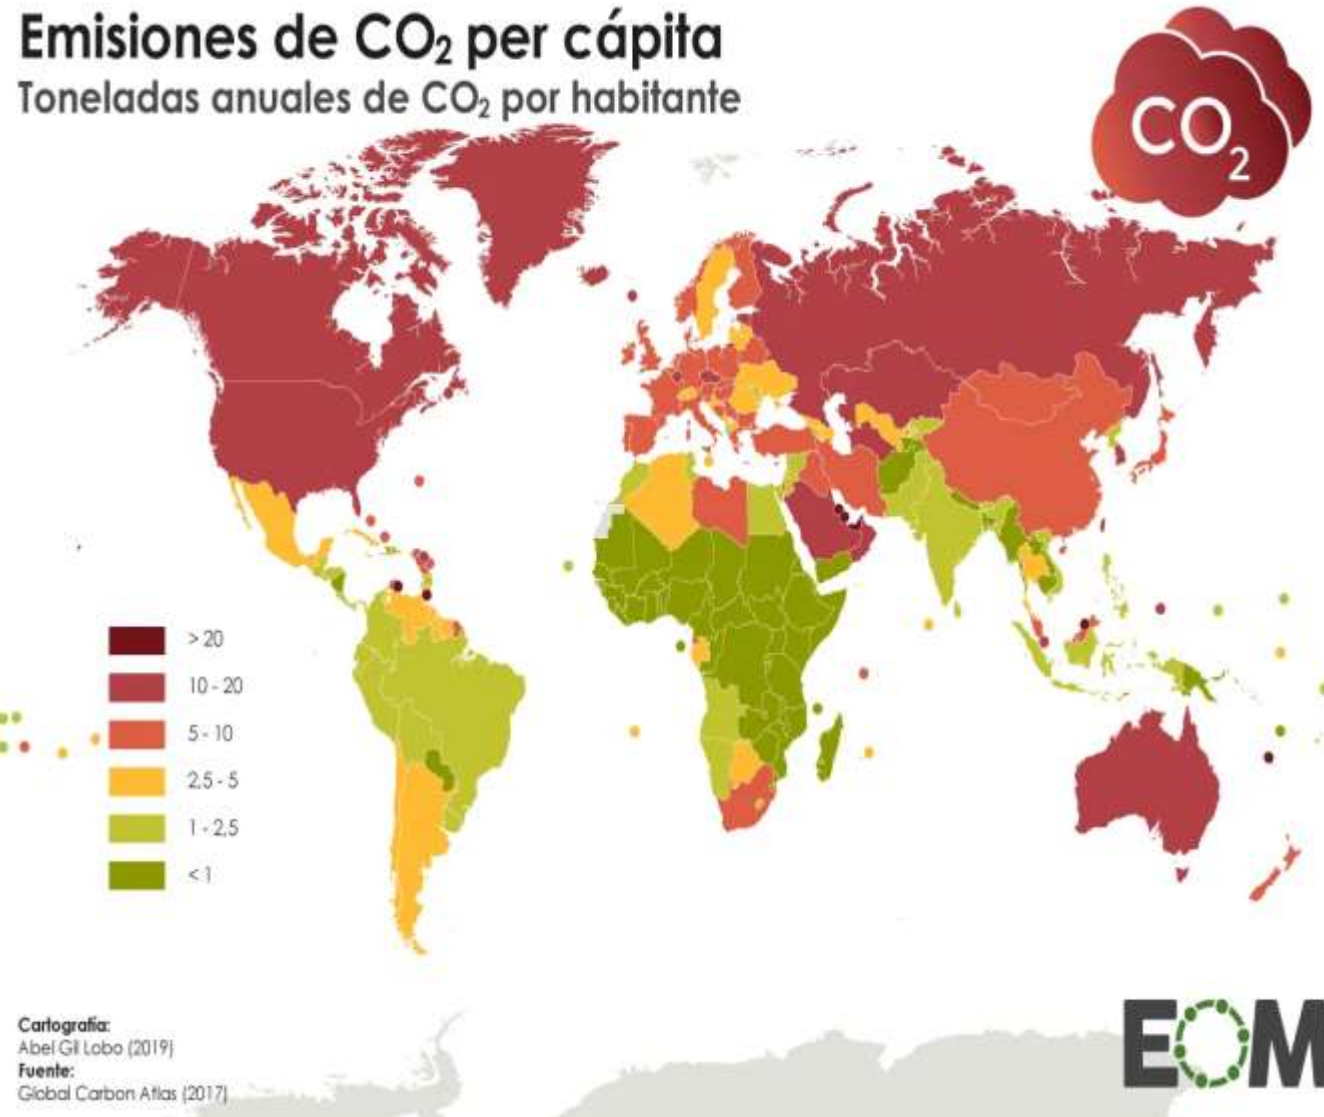 Emisiones de CO₂ per cápita
Toneladas anuales de CO₂ por habitante
CO₂
> 20
10 - 20
5 - 10
2,5 - 5
1 - 2,5
< 1
Cartografía:
Abel Gil Lobo (2019)
Fuente:
Global Carbon Atlas (2017)
EOM